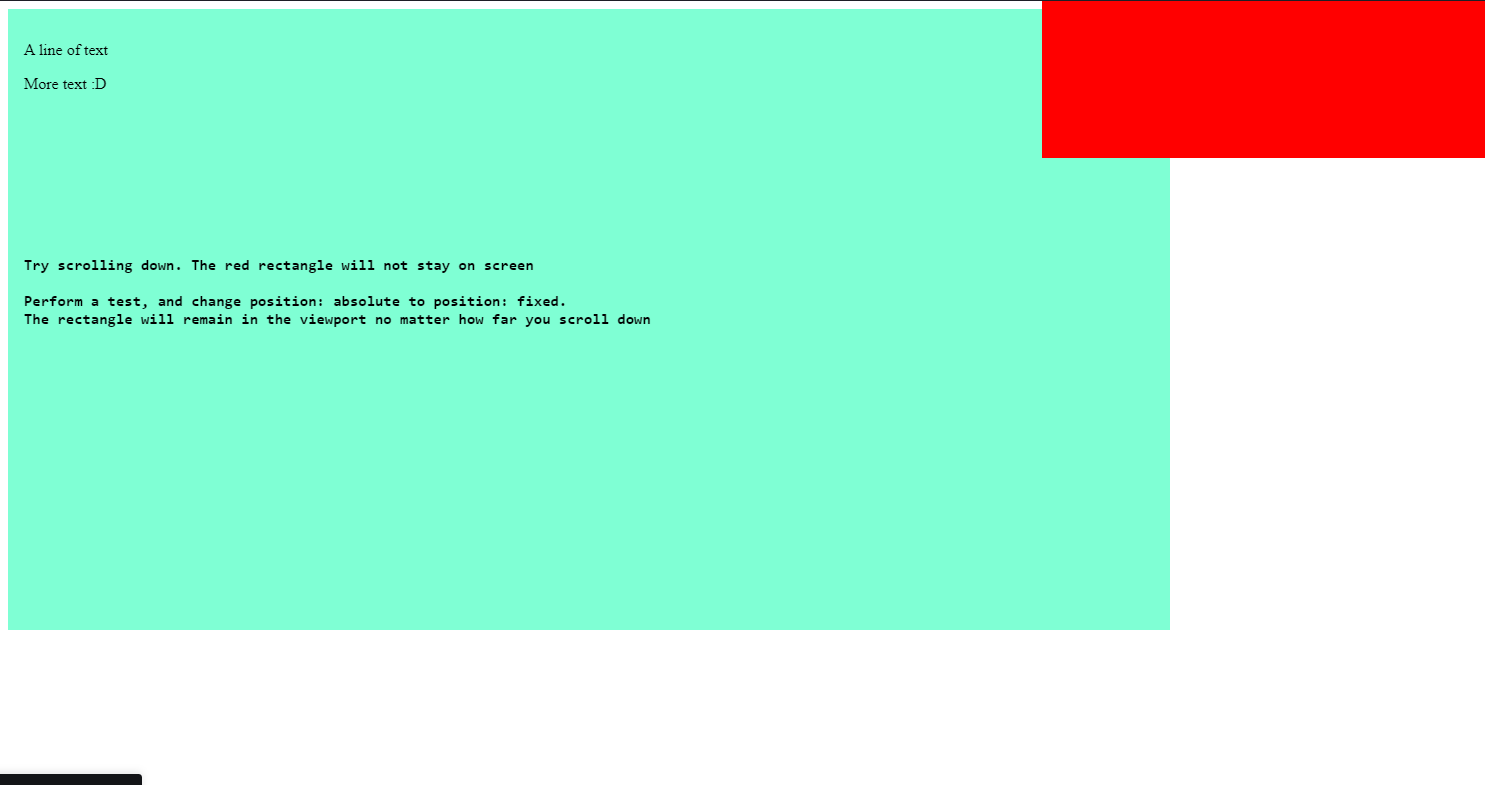 A line of text
More text :D
Try scrolling down. The red rectangle will not stay on screen
Perform a test, and change position: absolute to position: fixed.
The rectangle will remain in the viewport no matter how far you scroll down